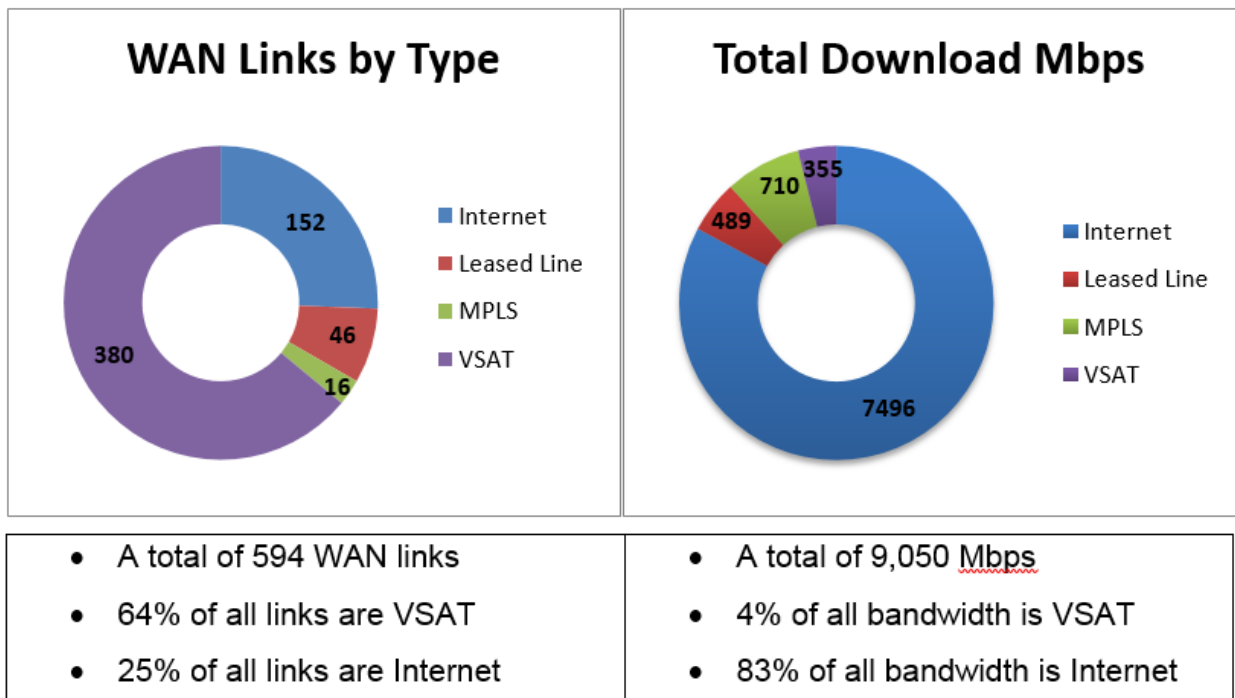 WAN Links by Type
152
46
16
380
Internet
Leased Line
MPLS
VSAT
Total Download Mbps
355
710
489
7496
Internet
Leased Line
MPLS
VSAT
• A total of 594 WAN links
• 64% of all links are VSAT
• 25% of all links are Internet
• A total of 9,050 Mbps
• 4% of all bandwidth is VSAT
• 83% of all bandwidth is Internet